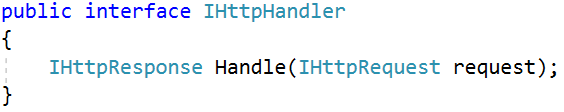 public interface IHttpHandler
{
    IHttpResponse Handle(IHttpRequest request);
}